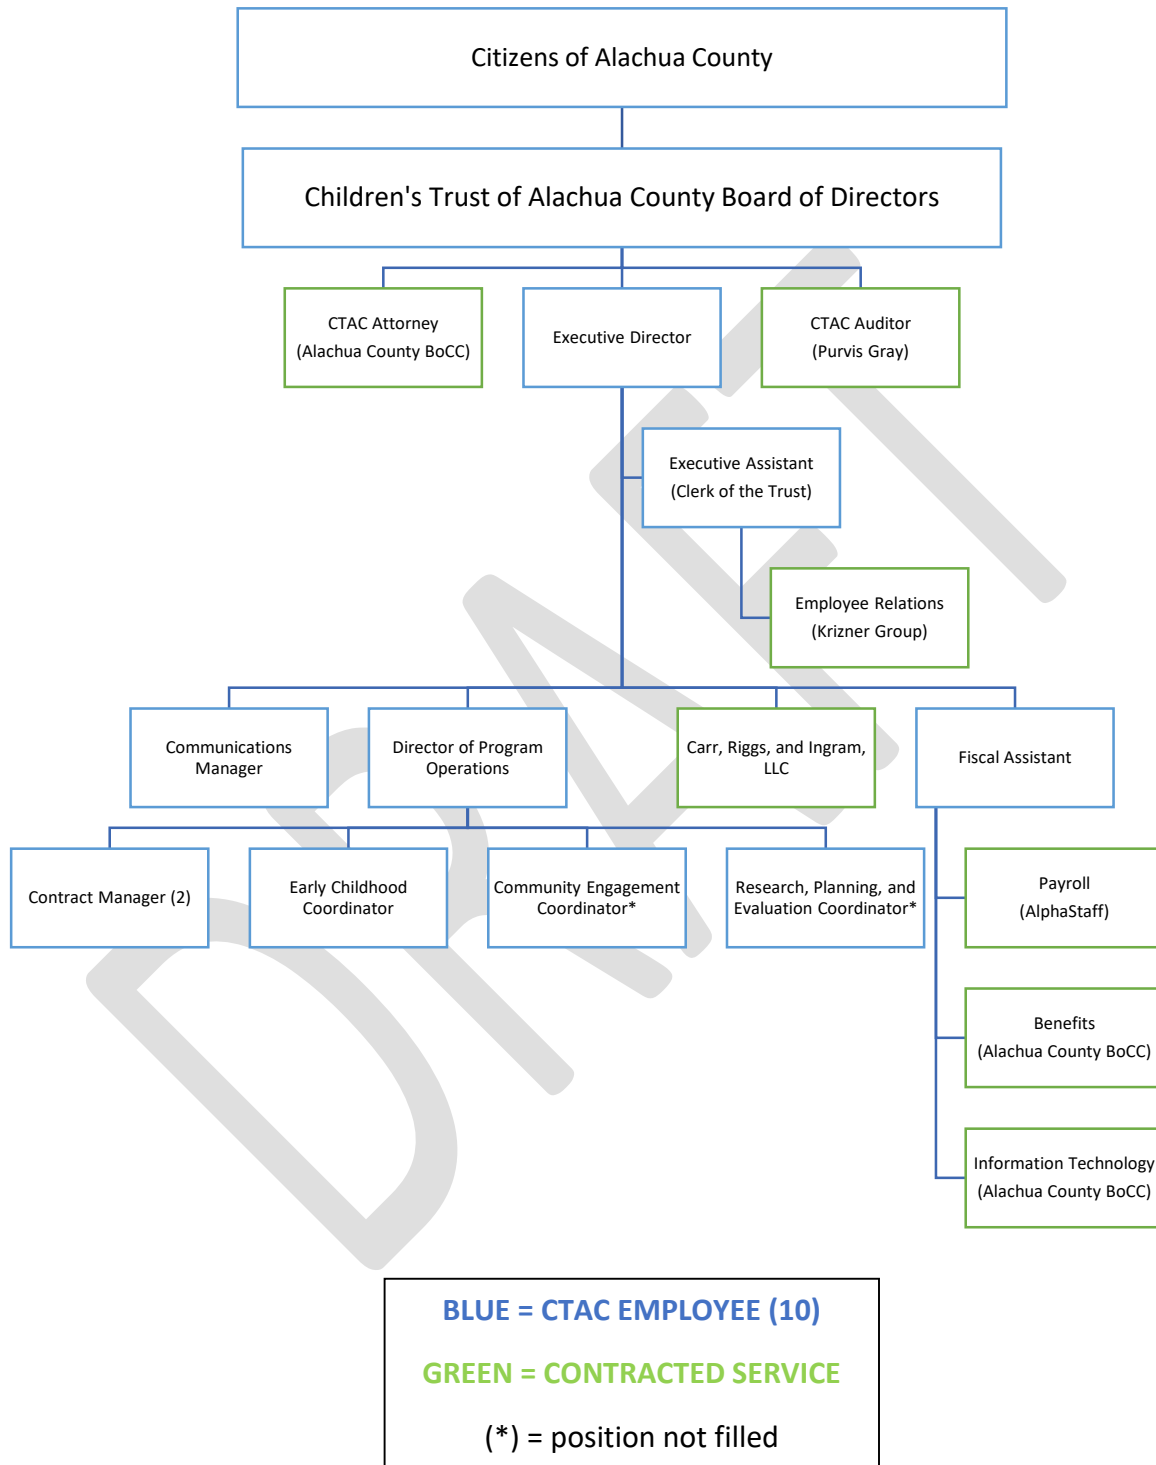 Citizens of Alachua County
Children's Trust of Alachua County Board of Directors
CTAC Attorney
(Alachua County BoCC)
Executive Director
CTAC Auditor
(Purvis Gray)
Executive Assistant
(Clerk of the Trust)
Employee Relations
(Krizner Group)
Communications
Manager
Director of Program
Operations
Carr, Riggs, and Ingram,
LLC
Fiscal Assistant
Contract Manager (2)
Early Childhood
Coordinator
Community Engagement
Coordinator*
Research, Planning, and
Evaluation Coordinator*
Payroll
(AlphaStaff)
Benefits
(Alachua County BoCC)
Information Technology
(Alachua County BoCC)
DRAFT
BLUE = CTAC EMPLOYEE (10)
GREEN = CONTRACTED SERVICE
(*) = position not filled